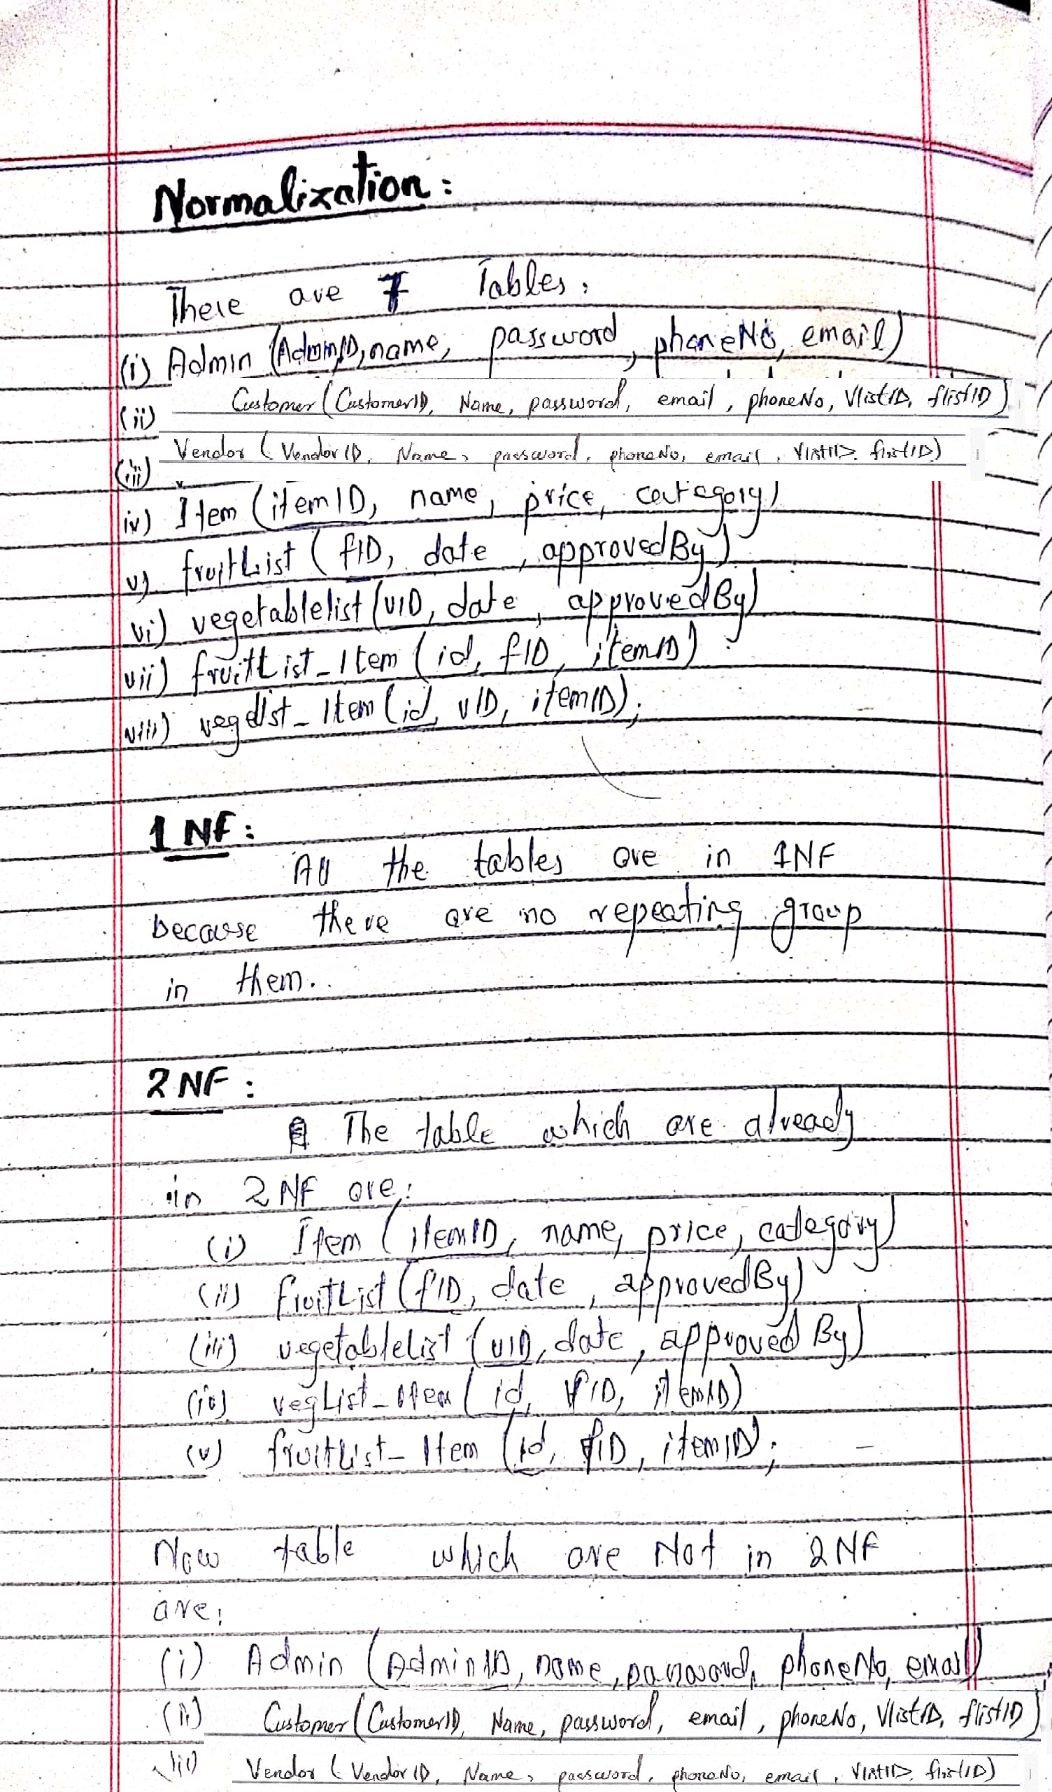 Normalization:
There are 7 Tables:
(i) Admin (AdminID, name, password, phoneNo, email)
(ii) Customer (CustomerID, Name, password, email, phoneNo, VlistID, flistID)
(iii) Vendor (VendorID, Name, password, phoneNo, email, VlistID, flistID)
iv) Item (itemID, name, price, category)
v) fruitList (fID, date, approvedBy)
vi) vegetablelist (vID, date, approvedBy)
vii) fruitList_Item (id, fID, itemID)
viii) veglist_Item (id, vID, itemID);
1 NF:
All the tables are in 1NF
because there are no repeating group
in them..
2 NF:
The table which are already
in 2 NF are:
(i) Item (itemID, name, price, category)
(ii) fruitList (fID, date, approvedBy)
(iii) vegetablelist (vID, date, approved By)
(iv) vegList_Item (id, VID, itemID)
(v) fruitList_Item (id, fID, itemID);
Now table which are Not in 2NF
are;
(i) Admin (AdminID, name, password, phoneNo, email)
(ii) Customer (CustomerID, Name, password, email, phoneNo, VlistID, flistID)
(iii) Vendor (VendorID, Name, password, phoneNo, email, VlistID, flistID)